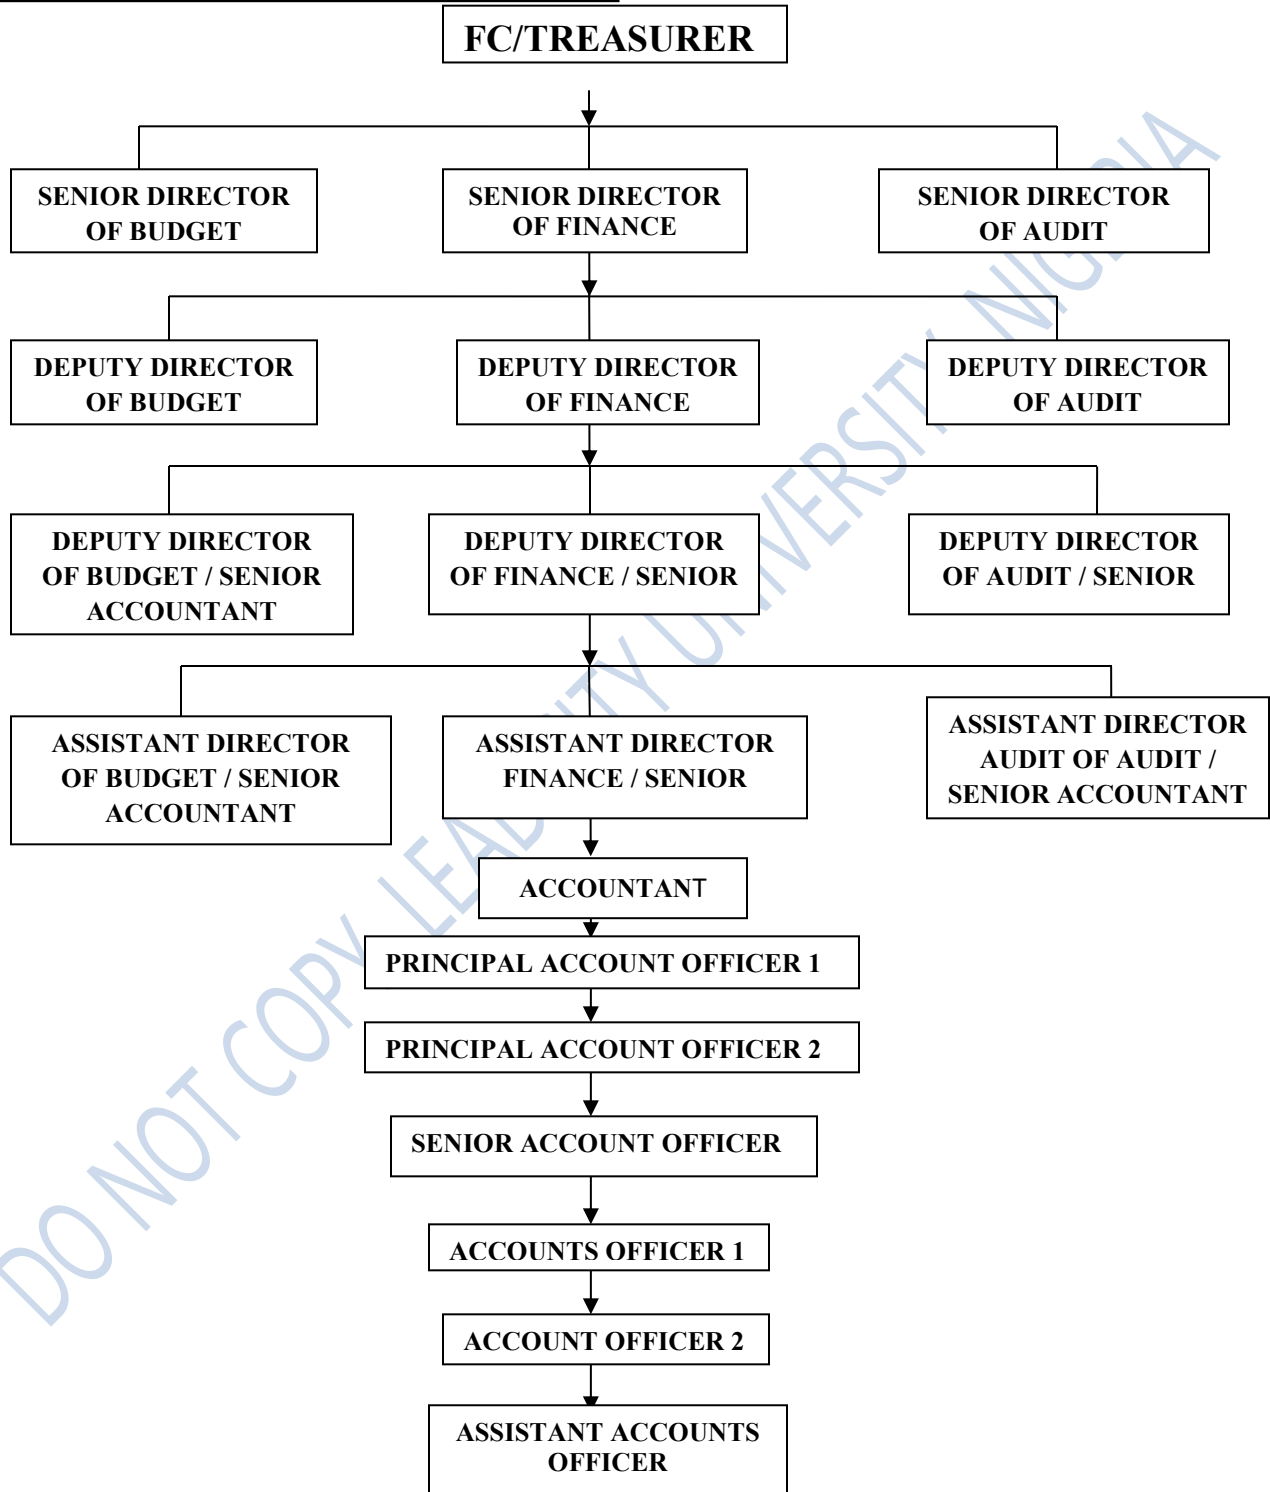 FC/TREASURER
SENIOR DIRECTOR
OF BUDGET
SENIOR DIRECTOR
OF FINANCE
SENIOR DIRECTOR
OF AUDIT
DEPUTY DIRECTOR
OF BUDGET
DEPUTY DIRECTOR
OF FINANCE
DEPUTY DIRECTOR
OF AUDIT
DEPUTY DIRECTOR
OF BUDGET / SENIOR
ACCOUNTANT
DEPUTY DIRECTOR
OF FINANCE / SENIOR
DEPUTY DIRECTOR
OF AUDIT / SENIOR
ASSISTANT DIRECTOR
OF BUDGET / SENIOR
ACCOUNTANT
ASSISTANT DIRECTOR
FINANCE / SENIOR
ASSISTANT DIRECTOR
AUDIT OF AUDIT /
SENIOR ACCOUNTANT
ACCOUNTANT
PRINCIPAL ACCOUNT OFFICER 1
PRINCIPAL ACCOUNT OFFICER 2
SENIOR ACCOUNT OFFICER
ACCOUNTS OFFICER 1
ACCOUNT OFFICER 2
ASSISTANT ACCOUNTS
OFFICER
DO NOT COPY LEAD CITY UNIVERSITY NIGERIA